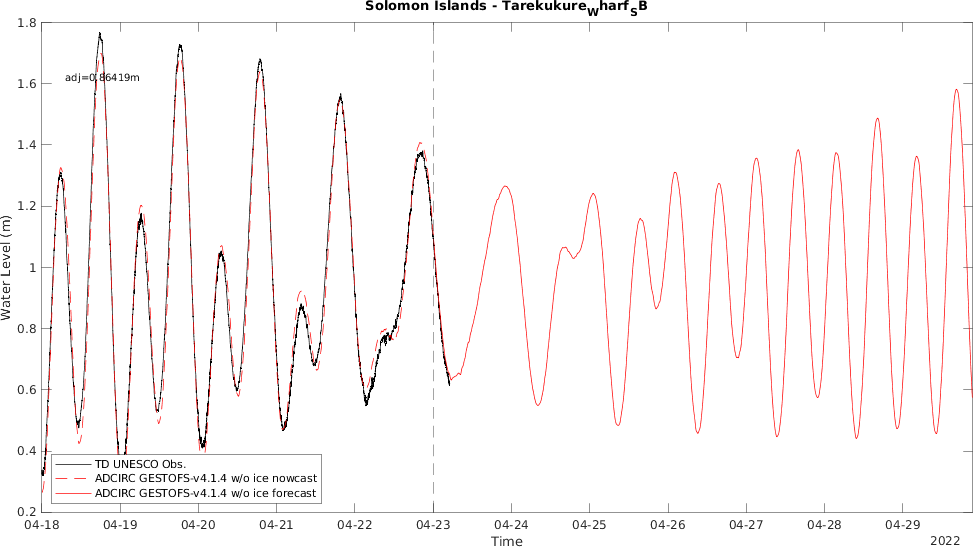 Solomon Islands - TarekukureWharfSB
adj=0.86419m
Water Level (m)
1.8
1.6
1.4
1.2
1
0.8
0.6
0.4
0.2
TD UNESCO Obs.
ADCIRC GESTOFS-v4.1.4 w/o ice nowcast
ADCIRC GESTOFS-v4.1.4 w/o ice forecast
04-18 04-19 04-20 04-21 04-22 04-23 04-24 04-25 04-26 04-27 04-28 04-29
Time
2022